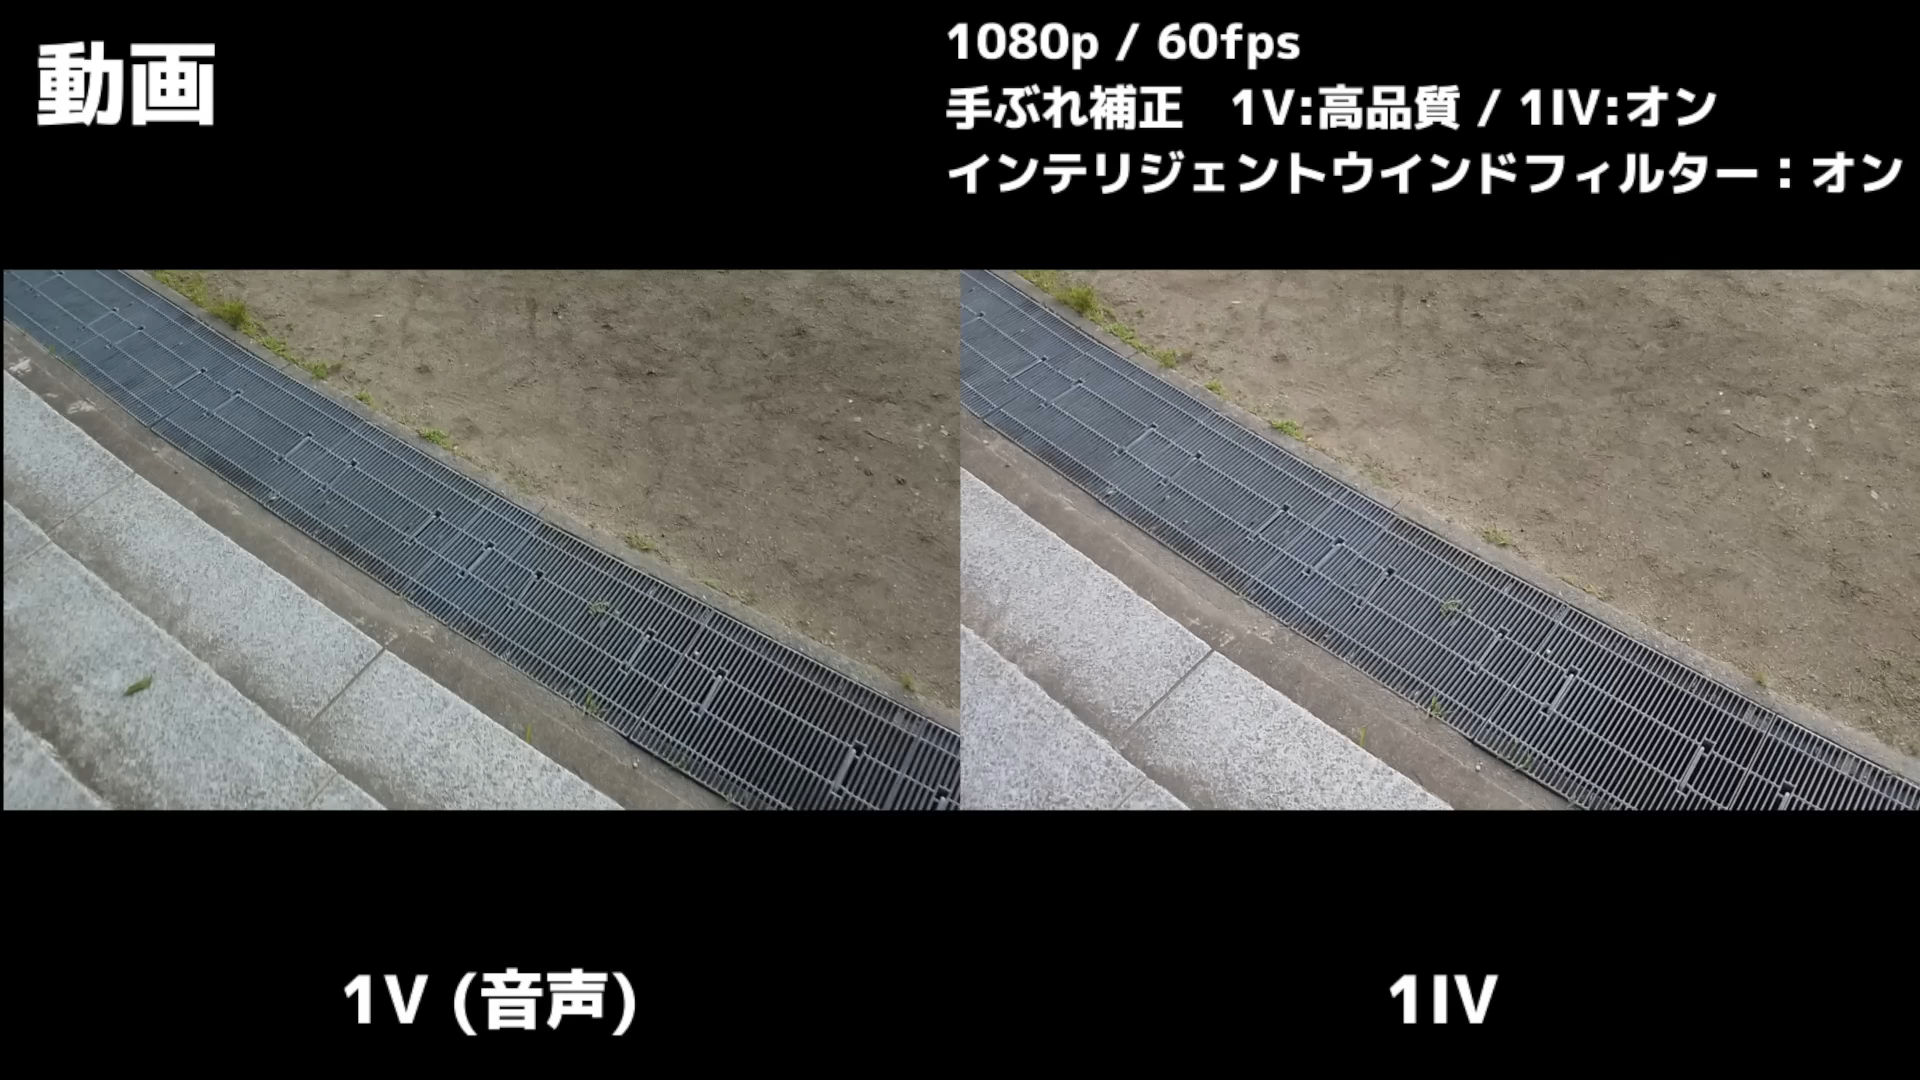 動画
1080p / 60fps
手ぶれ補正　1V:高品質 / 1IV:オン
インテリジェントウインドフィルター：オン
1V (音声)
1IV